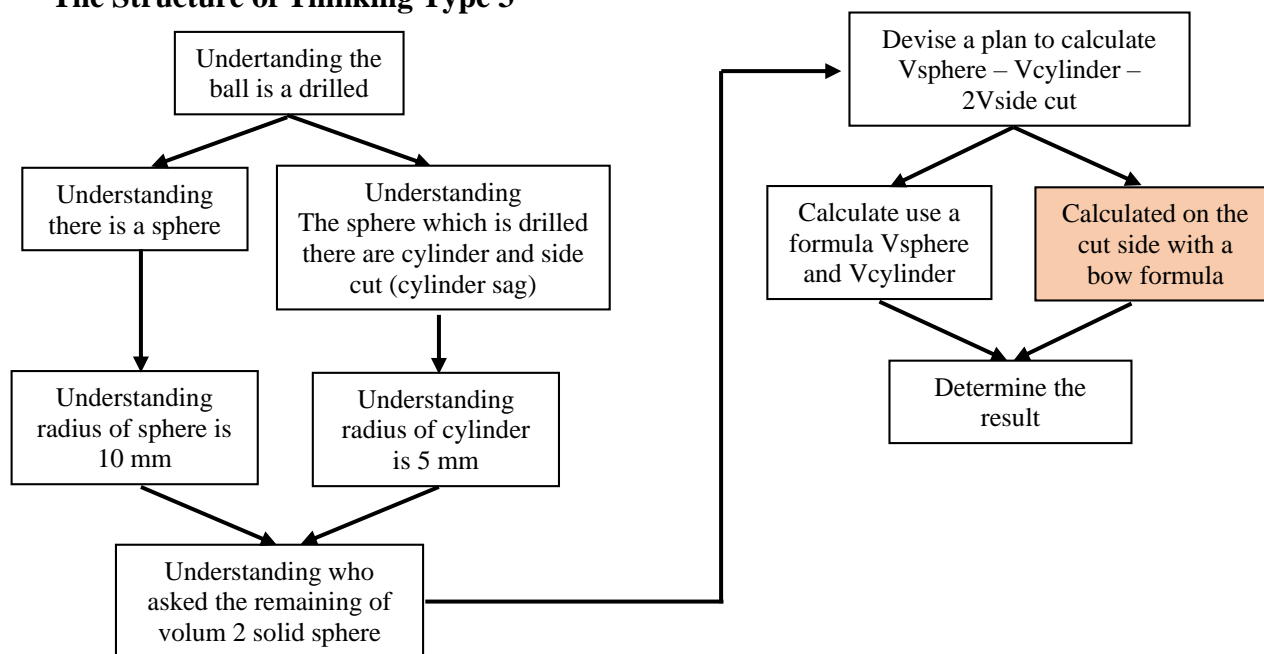 The Structure of Thinking Type
Undertanding the
ball is a drilled
Understanding
there is a sphere
Understanding
The sphere which is drilled
there are cylinder and side
cut (cylinder sag)
Understanding
radius of sphere is
10 mm
Understanding
radius of cylinder
is 5 mm
Understanding who
asked the remaining of
volum 2 solid sphere
Devise a plan to calculate
Vsphere – Vcylinder –
2Vside cut
Calculate use a
formula Vsphere
and Vcylinder
Calculated on the
cut side with a
bow formula
Determine the
result